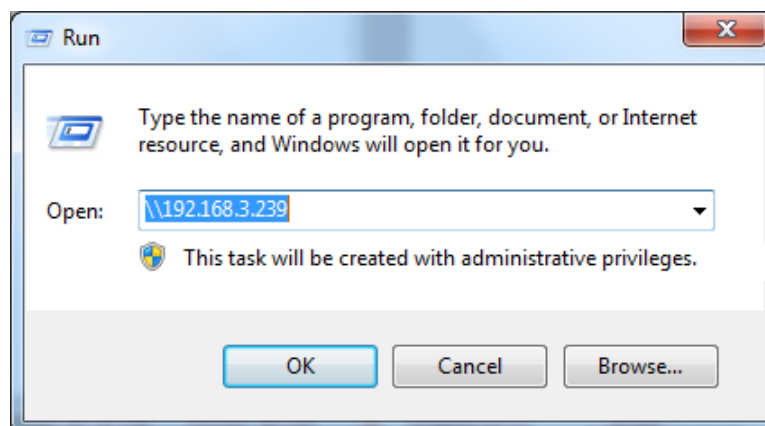 Run
Type the name of a program, folder, document, or Internet
resource, and Windows will open it for you.
Open: \\192.168.3.239
This task will be created with administrative privileges.
OK Cancel Browse...